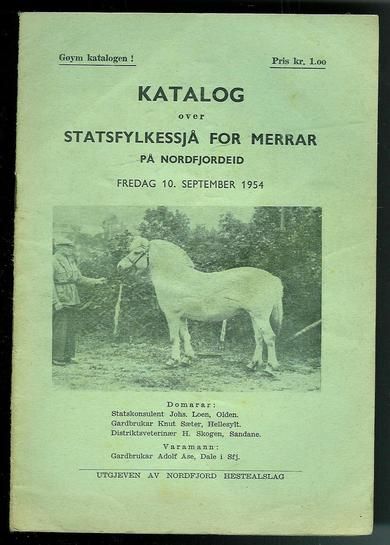 Gøym katalogen !
Pris kr. 1.00
KATALOG
over
STATSFYLKESSJÅ FOR MERRAR
PÅ NORDFJORDEID
FREDAG 10. SEPTEMBER 1954
Domarar:
Statskonsulent Johs. Loen, Olden.
Gardbrukar Knut Sæter, Hellesylt.
Distriktsveterinær H. Skogen, Sandane.
Varamann:
Gardbrukar Adolf Åse, Dale i Sfj.
UTGJEVEN AV NORDFJORD HESTEALSLAG